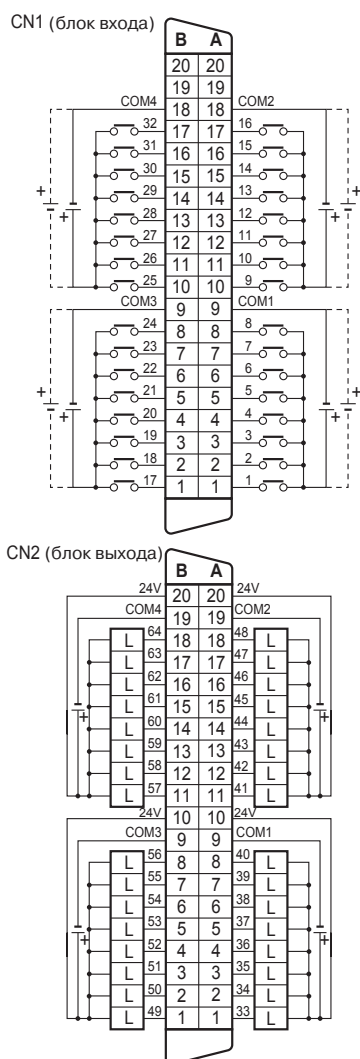 CN1 (блок входа)
B A
20 20
19 19
COM4 18 18 COM2
32 17 17 16
31 16 16 15
30 15 15 14
+ 29 14 14 13 +
+ 28 13 13 12 +
27 12 12 11
26 11 11 10
25 10 10 9
COM3 9 9 COM1
24 8 8 8
23 7 7 7
22 6 6 6
+ 21 5 5 5 +
+ 20 4 4 4 +
19 3 3 3
18 2 2 2
17 1 1 1
CN2 (блок выхода)
B A
24V 20 20 24V
COM4 19 19 COM2
L 64 18 18 48 L
L 63 17 17 47 L
L 62 16 16 46 L
+ L 61 15 15 45 L +
L 60 14 14 44 L
L 59 13 13 43 L
L 58 12 12 42 L
L 57 11 11 41 L
24V 10 10 24V
COM3 9 9 COM1
L 56 8 8 40 L
L 55 7 7 39 L
L 54 6 6 38 L
+ L 53 5 5 37 L +
L 52 4 4 36 L
L 51 3 3 35 L
L 50 2 2 34 L
L 49 1 1 33 L